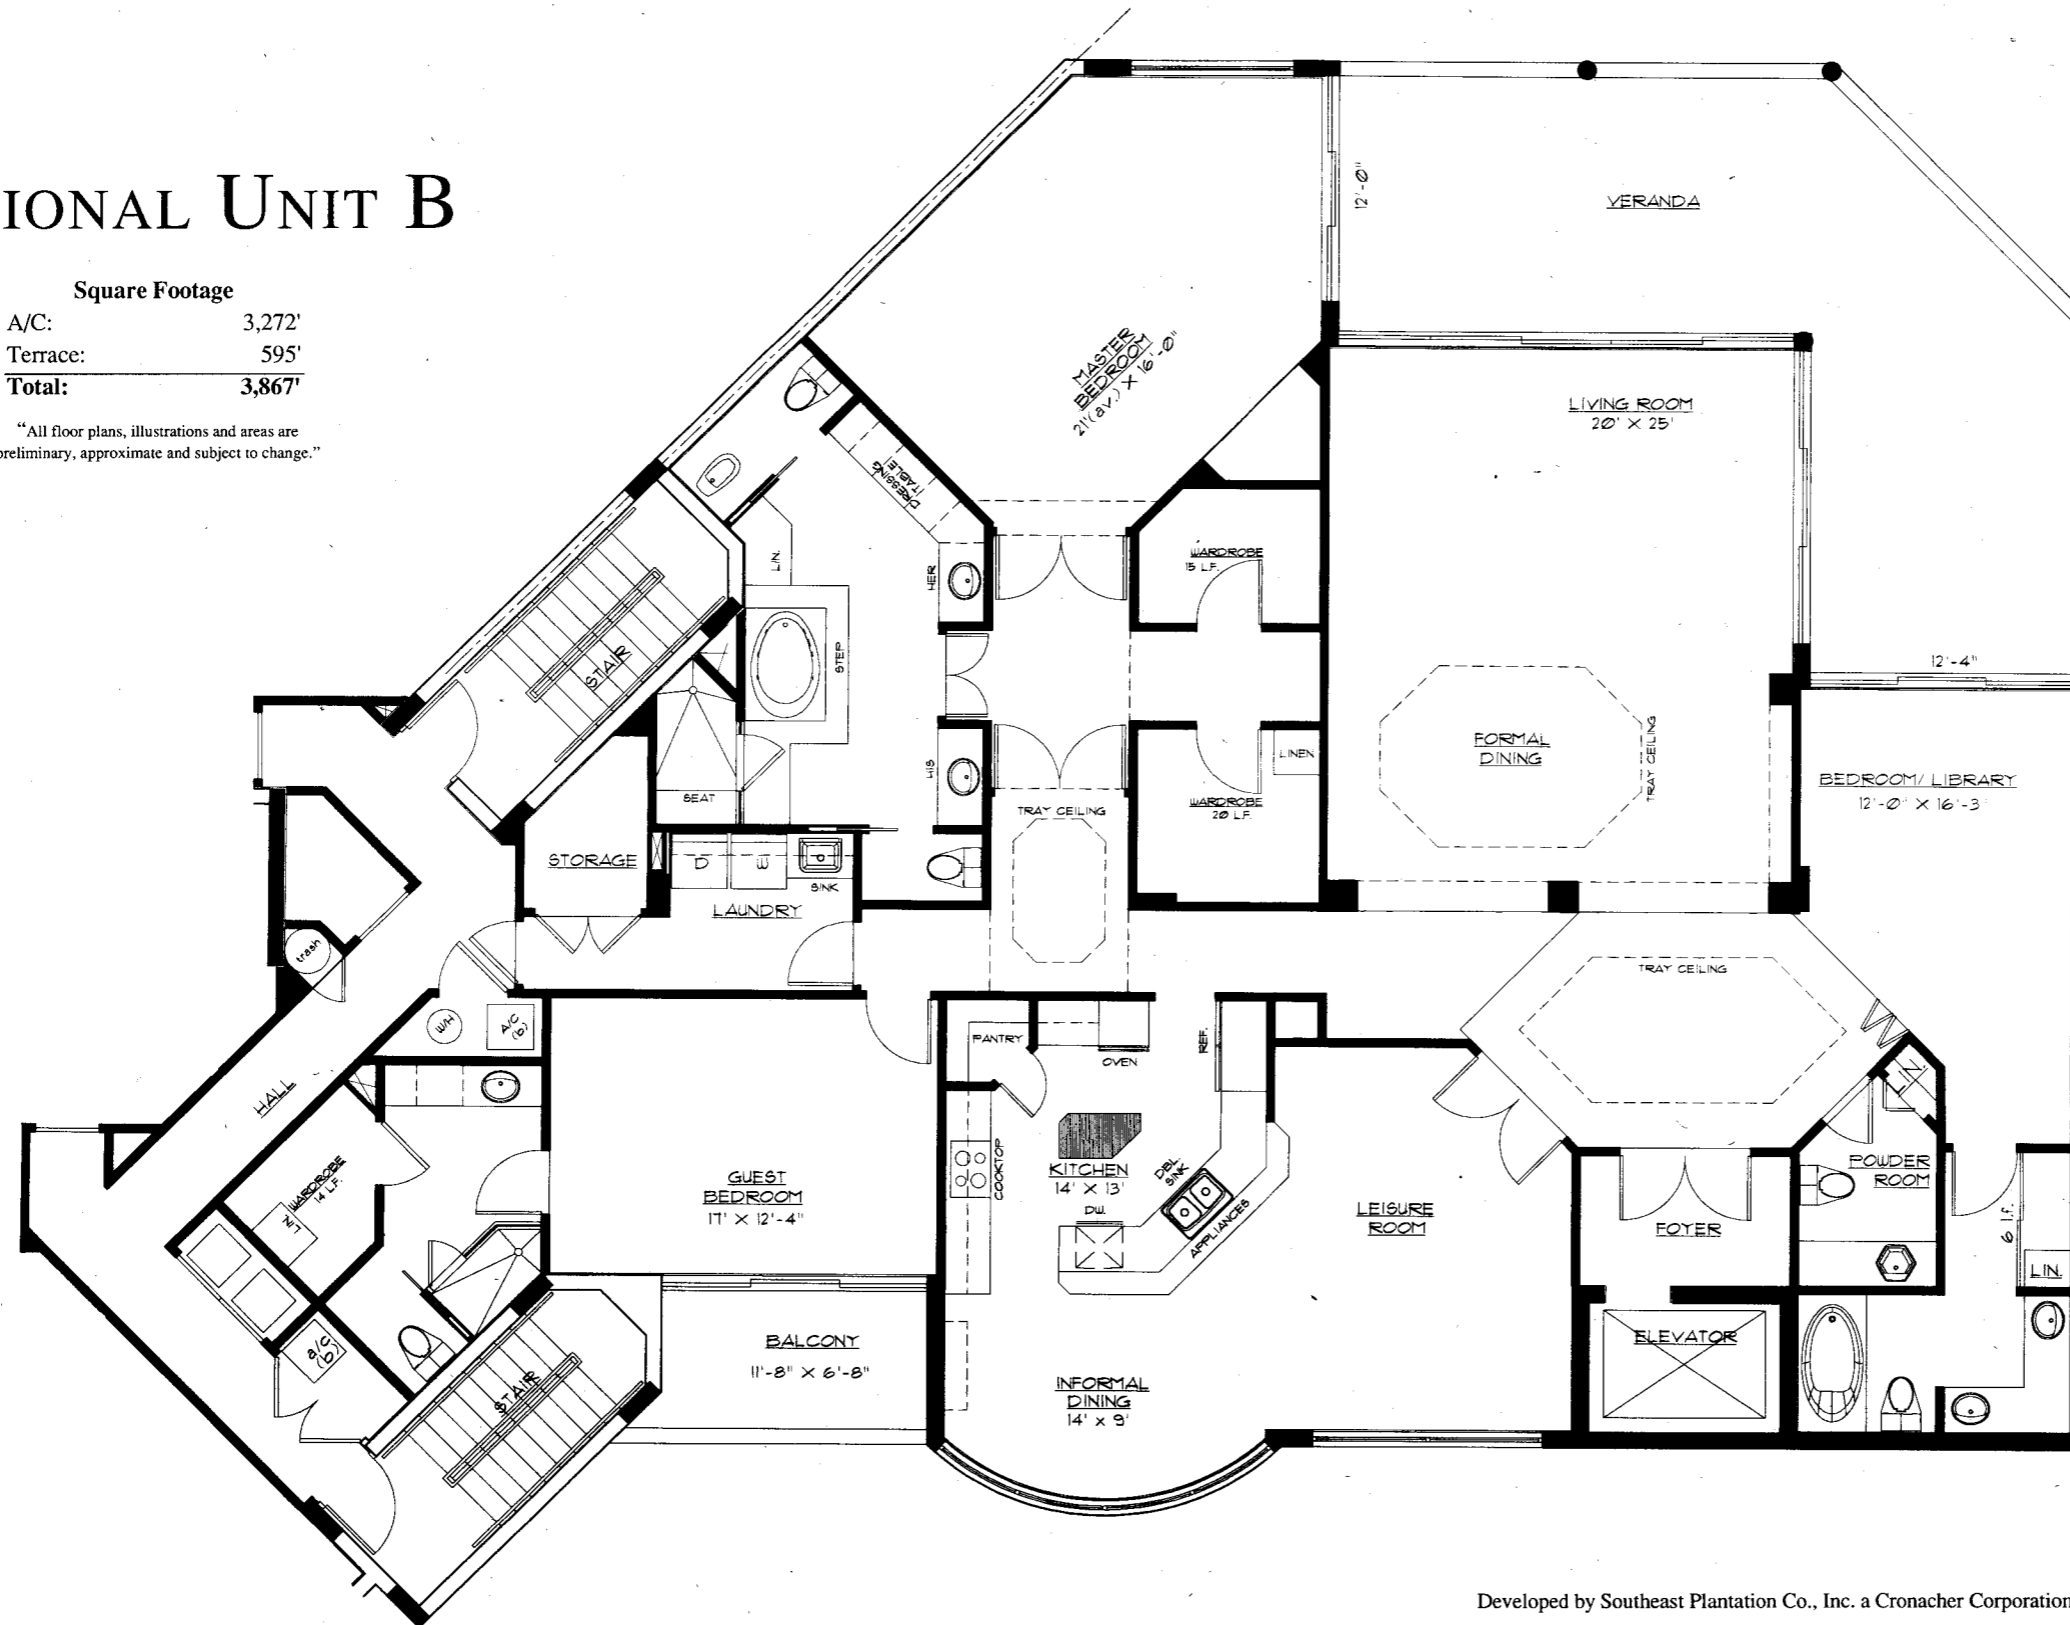 IONAL UNIT B
Square Footage
A/C: 3,272'
Terrace: 595'
Total: 3,867'
“All floor plans, illustrations and areas are
preliminary, approximate and subject to change.”
12'-0"
VERANDA
MASTER
BEDROOM
21'(av.) X 16'-0"
LIVING ROOM
20' X 25'
DRESSING
TABLE
LIN.
HER
STEP
WARDROBE
15 L.F.
STAIR
12'-4"
FORMAL
DINING
TRAY CEILING
LINEN
HIS
SEAT
WARDROBE
20 L.F.
TRAY CEILING
BEDROOM/ LIBRARY
12'-0" X 16'-3
STORAGE
D
W
SINK
LAUNDRY
trash
TRAY CEILING
W/H
A/C
(b)
PANTRY
OVEN
REF.
LIN.
HALL
WARDROBE
14 L.F.
LIN.
COOKTOP
KITCHEN
14' X 13'
DBL.
SINK
DW.
APPLIANCES
GUEST
BEDROOM
17' X 12'-4"
LEISURE
ROOM
FOYER
POWDER
ROOM
6 l.f.
LIN.
a/c
(b)
STAIR
BALCONY
11'-8" X 6'-8"
ELEVATOR
INFORMAL
DINING
14' x 9'
Developed by Southeast Plantation Co., Inc. a Cronacher Corporation